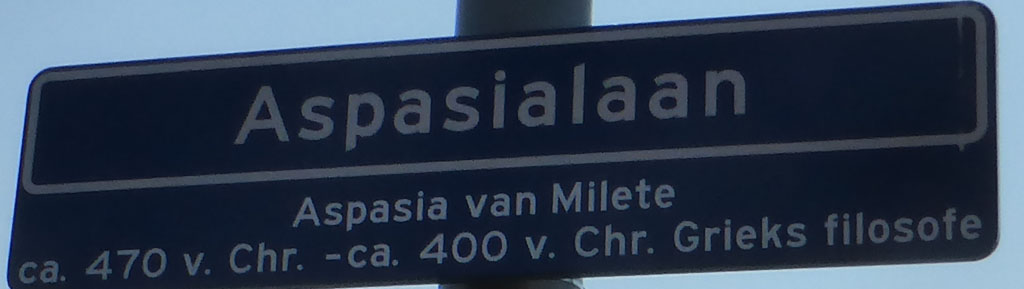 Aspasialaan
Aspasia van Milete
ca. 470 v. Chr. -ca. 400 v. Chr. Grieks filosofe